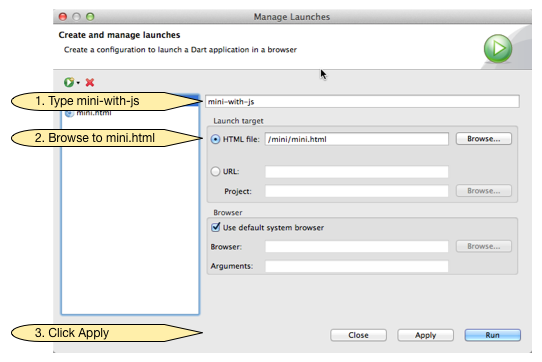 Manage Launches
Create and manage launches
Create a configuration to launch a Dart application in a browser
1. Type mini-with-js
mini-with-js
mini.html
Launch target
2. Browse to mini.html
HTML file: /mini/mini.html Browse...
URL:
Project: Browse...
Browser
Use default system browser
Browser: Browse...
Arguments:
3. Click Apply
Close Apply Run